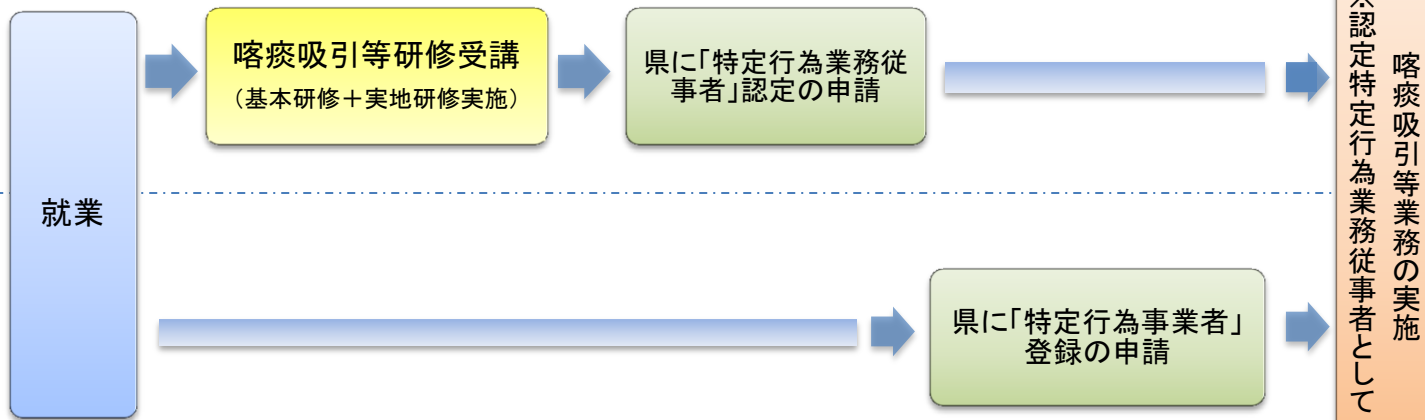 就業
喀痰吸引等研修受講
（基本研修＋実地研修実施）
県に「特定行為業務従
事者」認定の申請
県に「特定行為事業者」
登録の申請
喀痰吸引等業務の実施
※認定特定行為業務従事者として